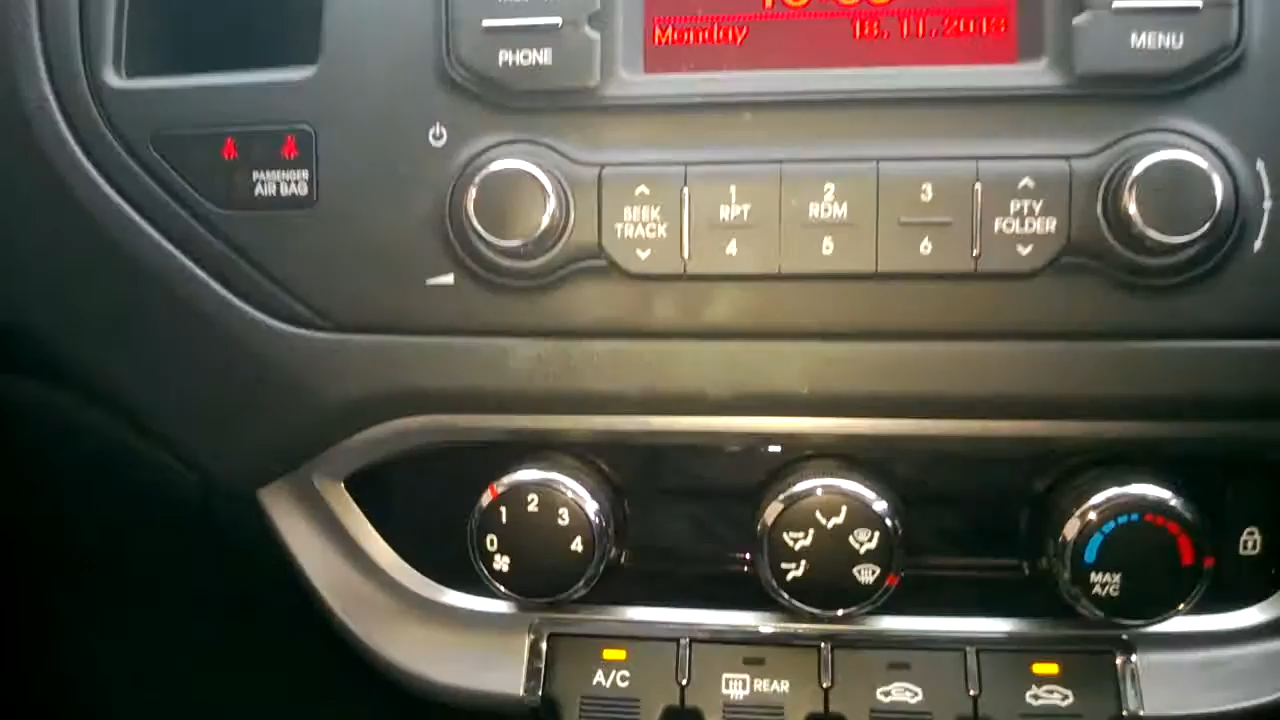 PHONE
Monday 18.11.2013
MENU
PASSENGER
AIR BAG
SEEK
TRACK
1
RPT
4
2
RDM
5
3
6
PTY
FOLDER
0
1
2
3
4
MAX
A/C
A/C
REAR